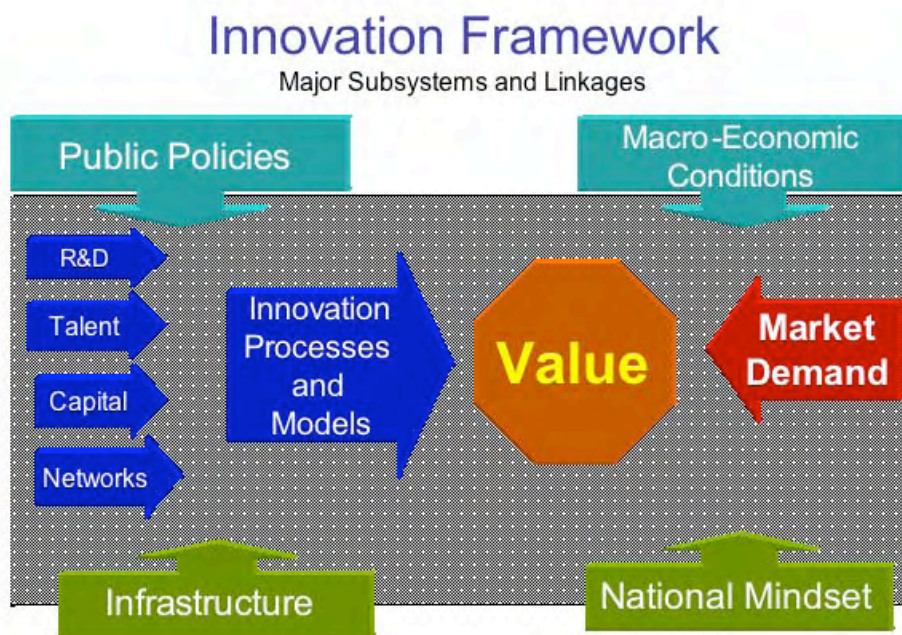 Innovation Framework
Major Subsystems and Linkages
Public Policies
Macro-Economic
Conditions
R&D
Talent
Capital
Networks
Innovation
Processes
and
Models
Value
Market
Demand
Infrastructure
National Mindset